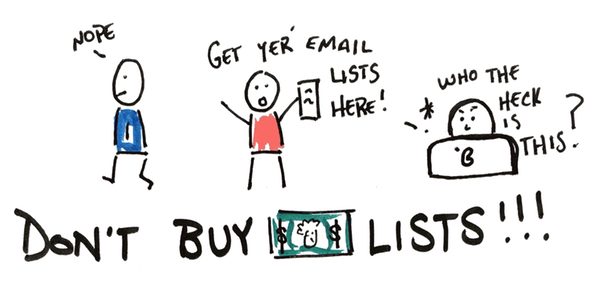 NOPE
GET YER' EMAIL
LISTS
HERE!
WHO THE
HECK
IS
THIS?
DON'T BUY $ $ LISTS!!!